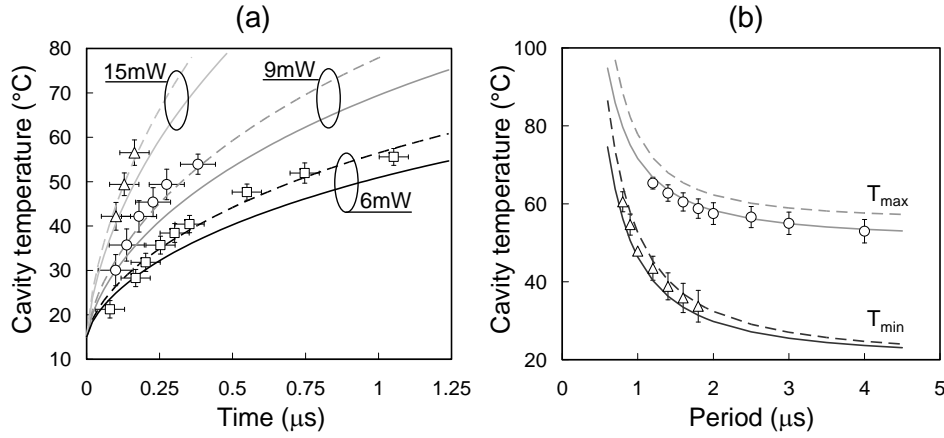 (a)
(b)
Cavity temperature (°C)
80
70
60
50
40
30
20
10
15mW
9mW
6mW
0
0.25
0.5
0.75
1
1.25
Time (μs)
Cavity temperature (°C)
100
80
60
40
20
Tmax
Tmin
0
1
2
3
4
5
Period (μs)